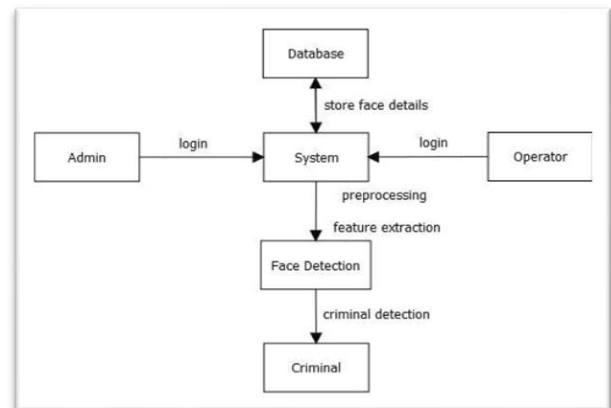 Database
store face details
login
login
Admin
System
Operator
preprocessing
feature extraction
Face Detection
criminal detection
Criminal